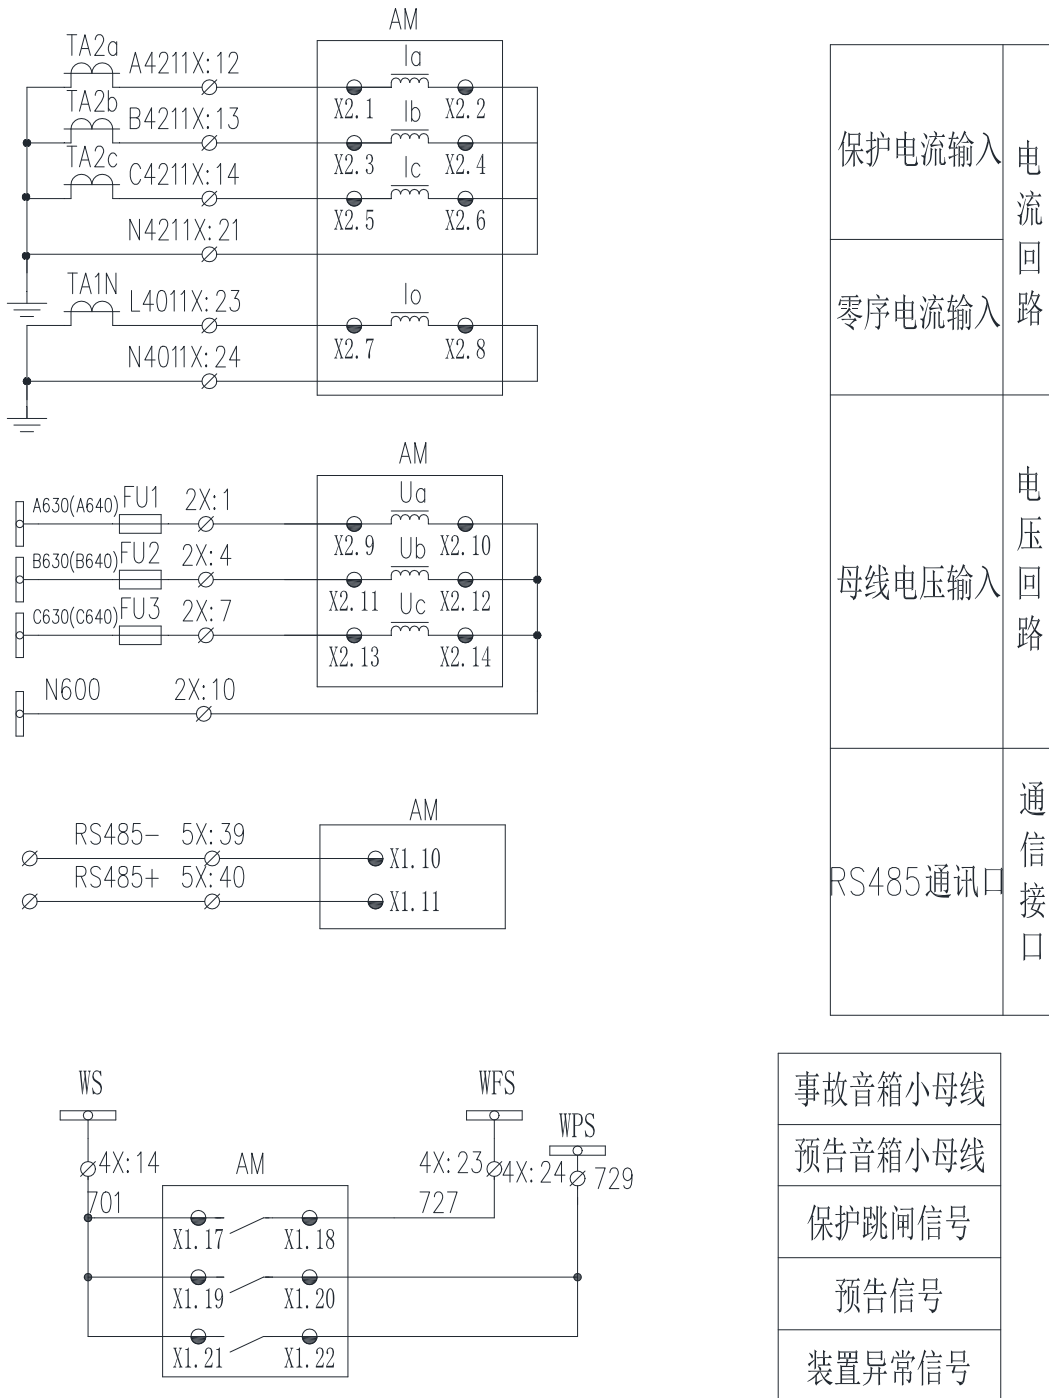 AM
TA2a
A4211X:12
Ia
X2.1
X2.2
TA2b
B4211X:13
Ib
X2.3
X2.4
TA2c
C4211X:14
Ic
X2.5
X2.6
N4211X:21
TA1N
L4011X:23
Io
X2.7
X2.8
N4011X:24
保护电流输入
零序电流输入
电流回路
AM
A630(A640)
FU1
2X:1
Ua
X2.9
X2.10
B630(B640)
FU2
2X:4
Ub
X2.11
X2.12
C630(C640)
FU3
2X:7
Uc
X2.13
X2.14
N600
2X:10
母线电压输入
电压回路
AM
RS485-
5X:39
X1.10
RS485+
5X:40
X1.11
RS485通讯口
通信接口
WS
WFS
WPS
4X:14
AM
4X:23
4X:24
729
701
727
X1.17
X1.18
X1.19
X1.20
X1.21
X1.22
事故音箱小母线
预告音箱小母线
保护跳闸信号
预告信号
装置异常信号